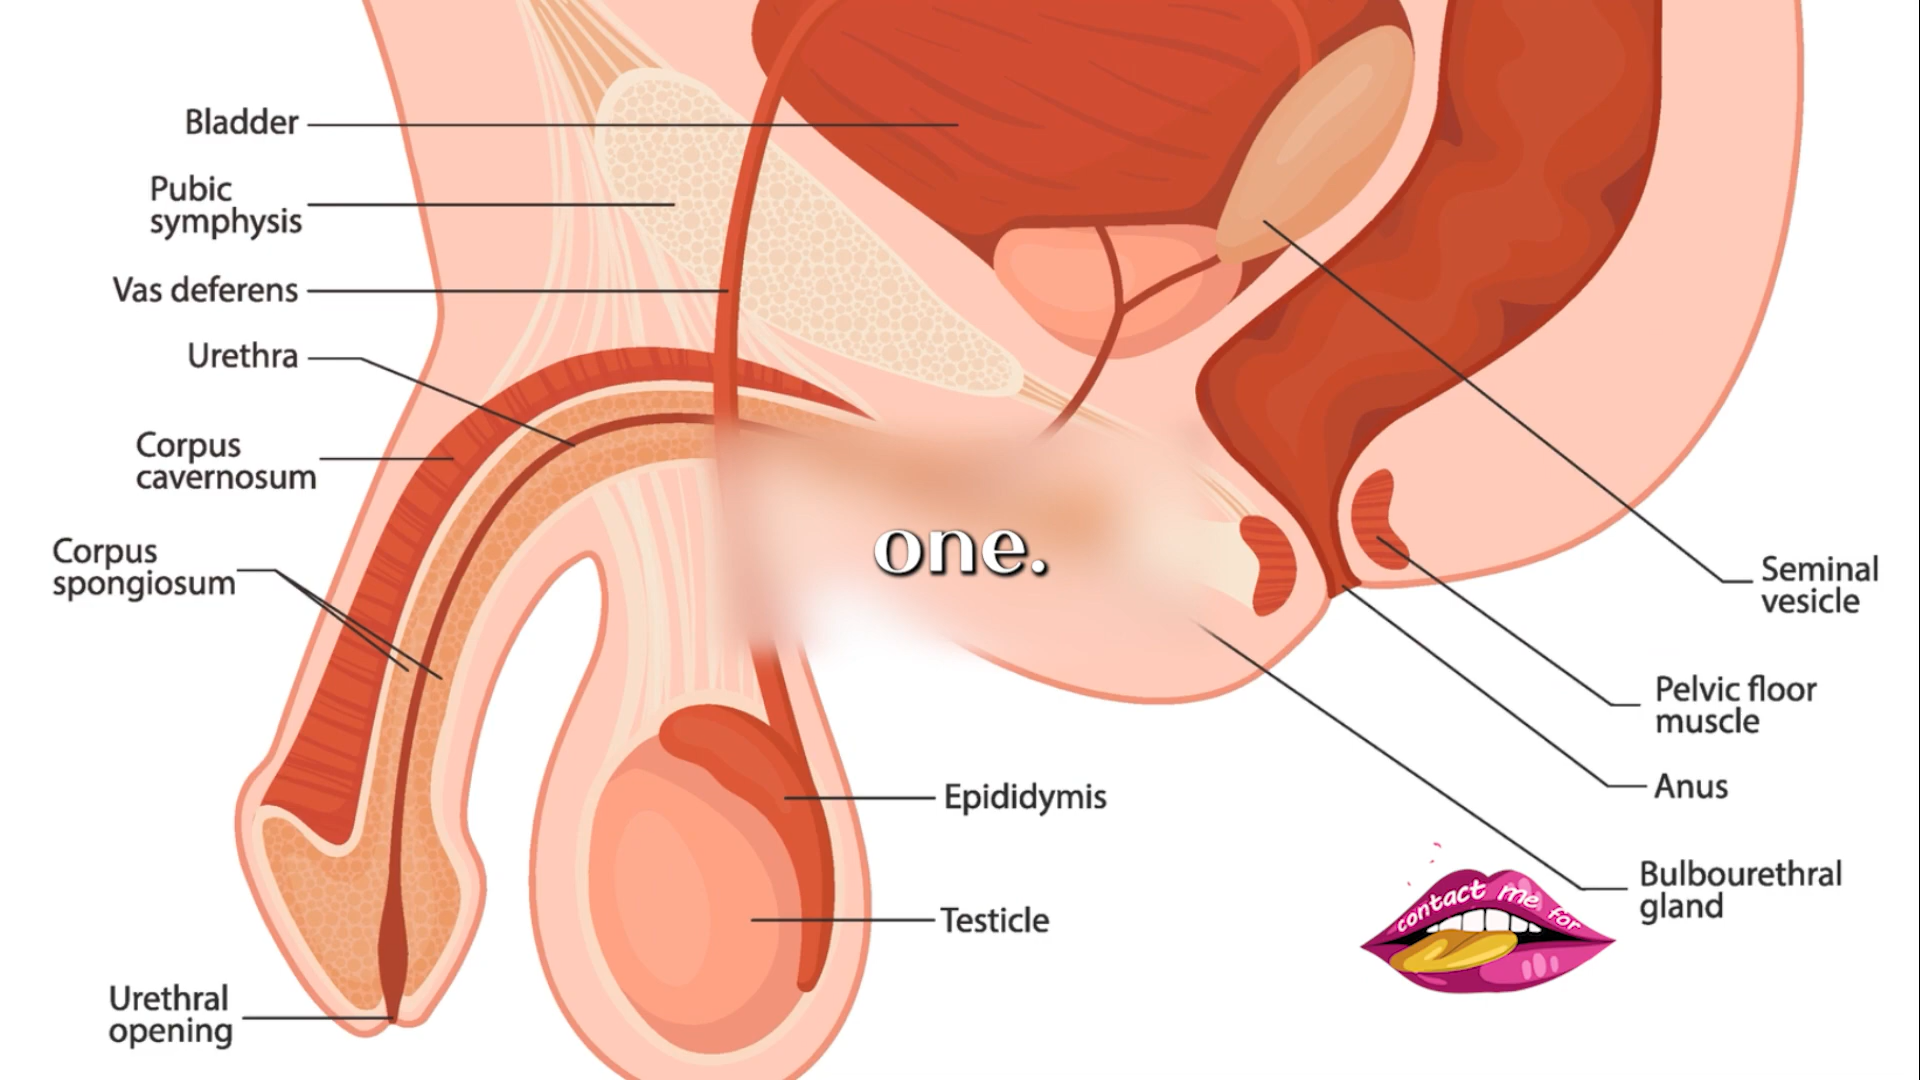 Bladder
Pubic
symphysis
Vas deferens
Urethra
Corpus
cavernosum
Corpus
spongiosum
Urethral
opening
one.
Epididymis
Testicle
Seminal
vesicle
Pelvic floor
muscle
Anus
Bulbourethral
gland
contact me for